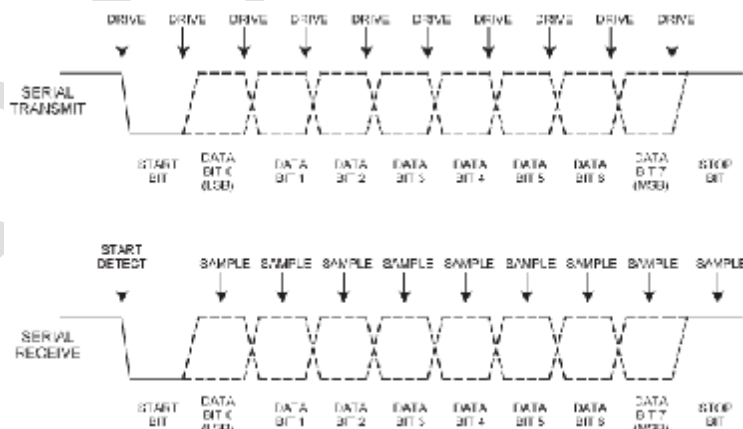 DRIVE DRIVE DRIVE DRIVE DRIVE DRIVE DRIVE DRIVE DRIVE DRIVE
SERIAL
TRANSMIT
START
BIT
DATA
BIT 0
(LSB)
DATA
BIT 1
DATA
BIT 2
DATA
BIT 3
DATA
BIT 4
DATA
BIT 5
DATA
BIT 6
DATA
BIT 7
(MSB)
STOP
BIT
START
DETECT
SAMPLE SAMPLE SAMPLE SAMPLE SAMPLE SAMPLE SAMPLE SAMPLE SAMPLE
SERIAL
RECEIVE
START
BIT
DATA
BIT 0
(LSB)
DATA
BIT 1
DATA
BIT 2
DATA
BIT 3
DATA
BIT 4
DATA
BIT 5
DATA
BIT 6
DATA
BIT 7
(MSB)
STOP
BIT